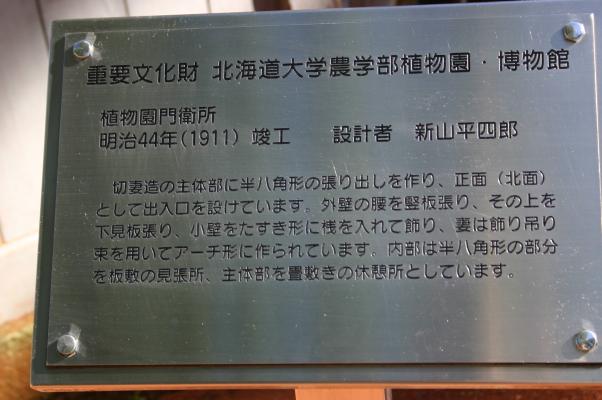 重要文化財 北海道大学農学部植物園・博物館
植物園門衛所
明治44年(1911) 竣工 設計者 新山平四郎
切妻造の主体部に半八角形の張り出しを作り、正面(北面)
として出入口を設けています。外壁の腰を竪板張り、その上を
下見板張り、小壁をたすき形に桟を入れて飾り、妻は飾り吊り
束を用いてアーチ形に作られています。内部は半八角形の部分
を板敷の見張所、主体部を畳敷きの休憩所としています。